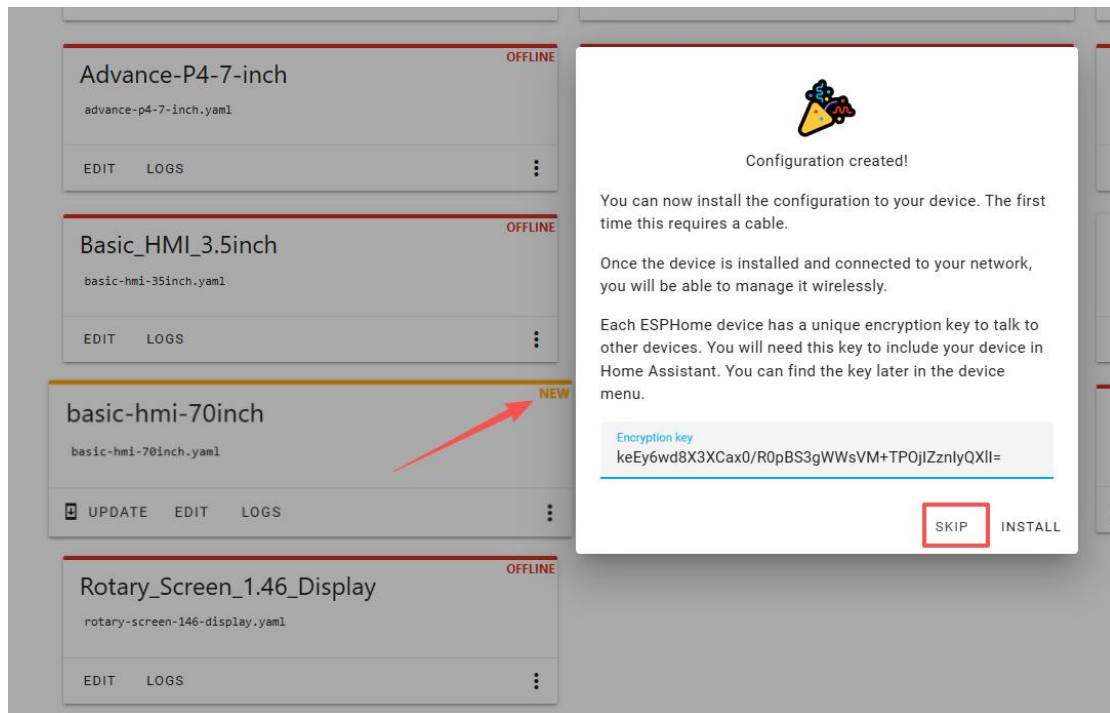 OFFLINE
Advance-P4-7-inch
advance-p4-7-inch.yaml
EDIT LOGS
OFFLINE
Basic_HMI_3.5inch
basic-hmi-35inch.yaml
EDIT LOGS
NEW
basic-hmi-70inch
basic-hmi-70inch.yaml
UPDATE EDIT LOGS
OFFLINE
Rotary_Screen_1.46_Display
rotary-screen-146-display.yaml
EDIT LOGS
Configuration created!
You can now install the configuration to your device. The first
time this requires a cable.
Once the device is installed and connected to your network,
you will be able to manage it wirelessly.
Each ESPHome device has a unique encryption key to talk to
other devices. You will need this key to include your device in
Home Assistant. You can find the key later in the device
menu.
Encryption key
keEy6wd8X3XCax0/R0pBS3gWWsVM+TPOjIZznIyQXlI=
SKIP INSTALL